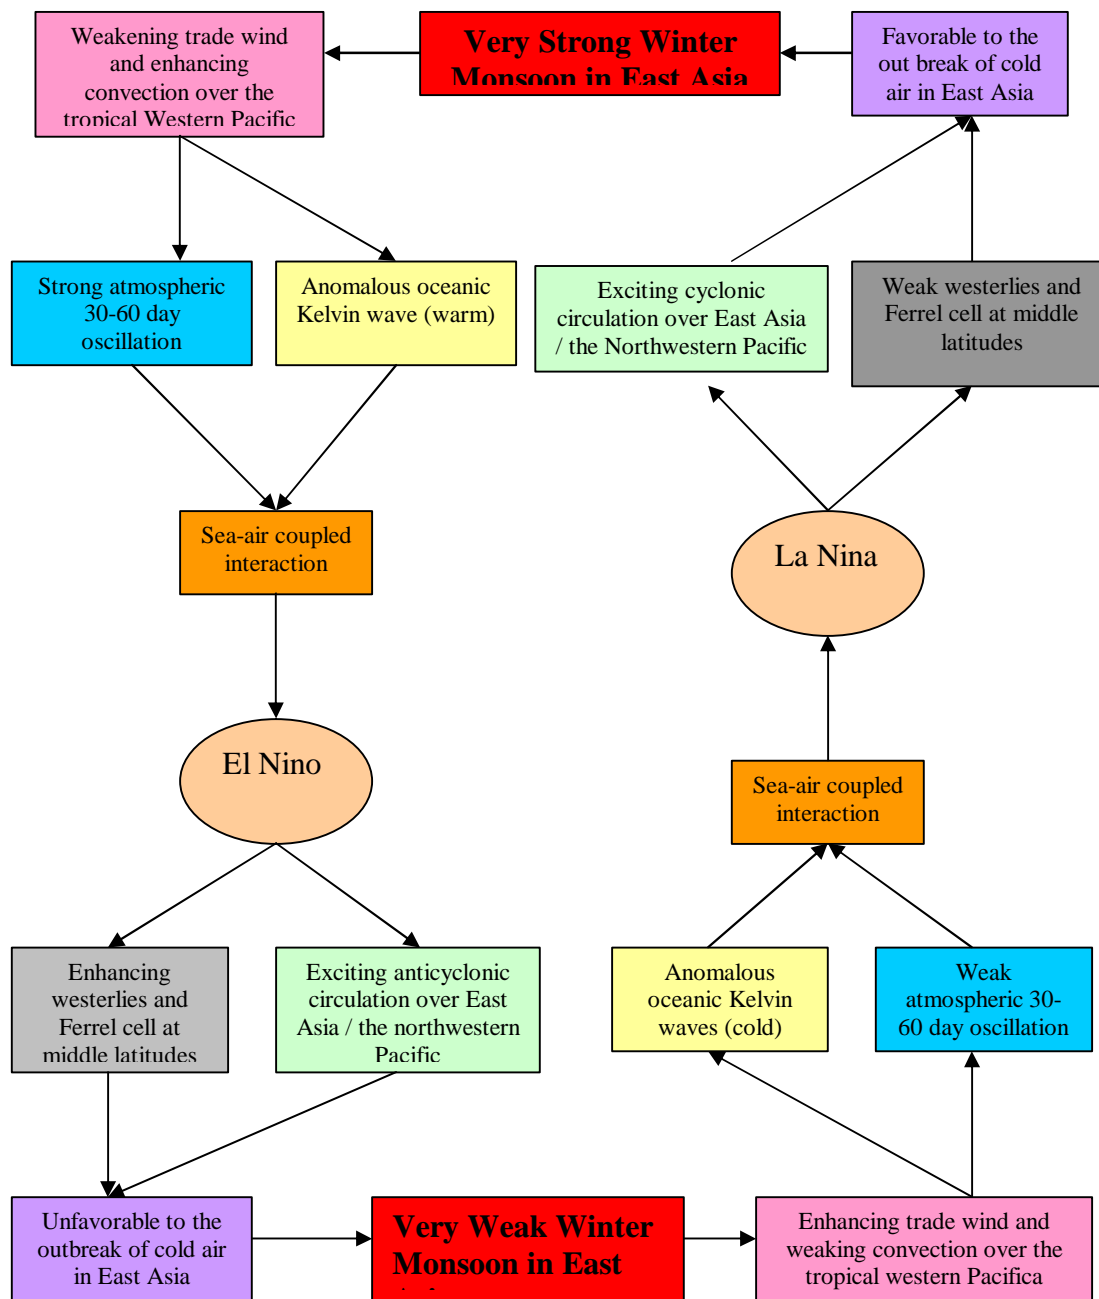 Weakening trade wind
and enhancing
convection over the
tropical Western Pacific
Very Strong Winter
Monsoon in East Asia
Favorable to the
out break of cold
air in East Asia
Strong atmospheric
30-60 day
oscillation
Anomalous oceanic
Kelvin wave (warm)
Exciting cyclonic
circulation over East Asia
/ the Northwestern Pacific
Weak westerlies and
Ferrel cell at middle
latitudes
Sea-air coupled
interaction
La Nina
El Nino
Sea-air coupled
interaction
Enhancing
westerlies and
Ferrel cell at
middle latitudes
Exciting anticyclonic
circulation over East
Asia / the northwestern
Pacific
Anomalous
oceanic Kelvin
waves (cold)
Weak
atmospheric 30-
60 day oscillation
Unfavorable to the
outbreak of cold air
in East Asia
Very Weak Winter
Monsoon in East
Enhancing trade wind and
weaking convection over the
tropical western Pacifica